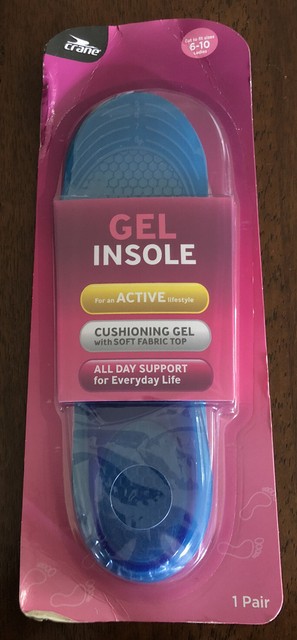 crane
Cut to fit sizes
6-10
Ladies
GEL
INSOLE
For an ACTIVE lifestyle
CUSHIONING GEL
with SOFT FABRIC TOP
ALL DAY SUPPORT
for Everyday Life
1 Pair